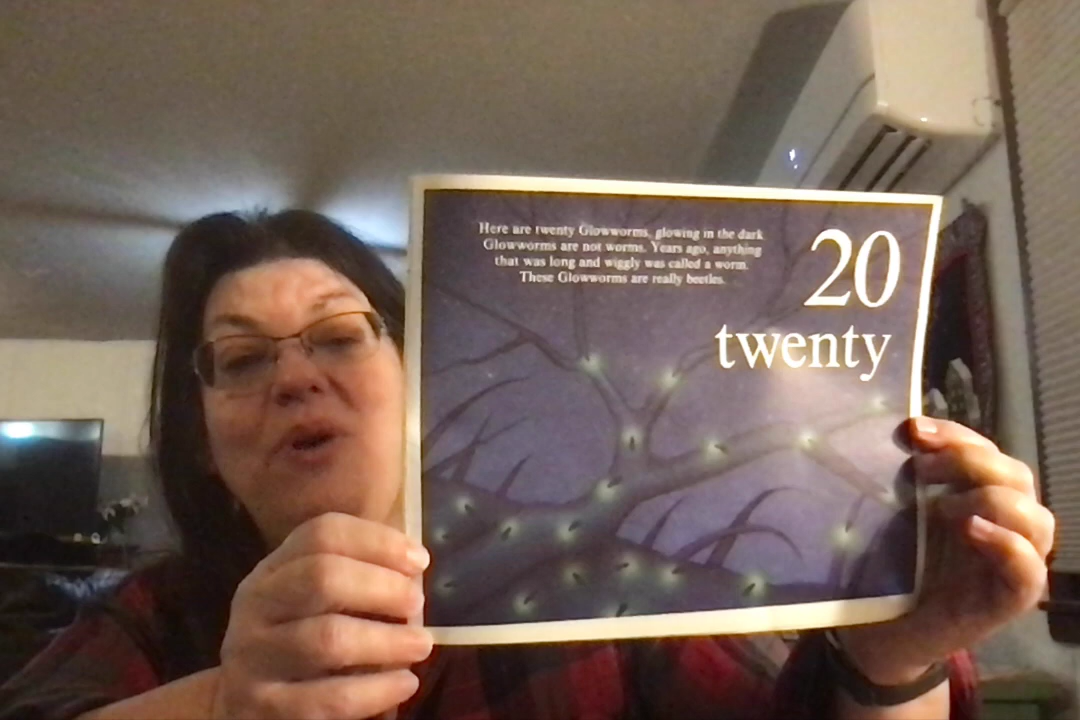 Here are twenty Glowworms, glowing in the dark
Glowworms are not worms. Years ago, anything
that was long and wiggly was called a worm.
These Glowworms are really beetles.
20
twenty